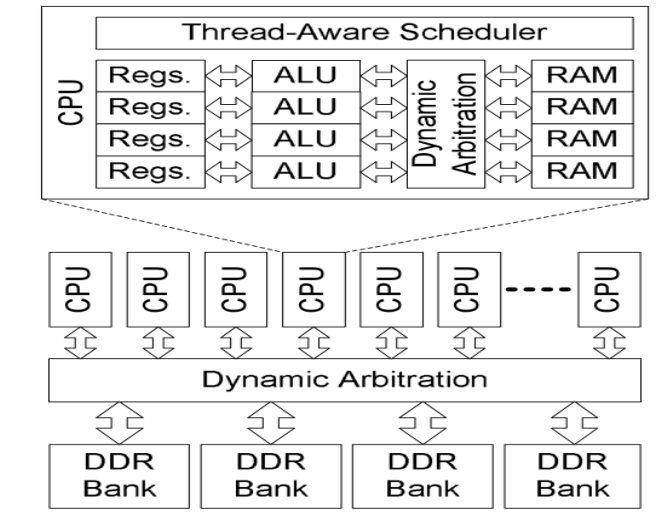 Thread-Aware Scheduler
CPU
Regs. ALU Dynamic Arbitration RAM
Regs. ALU RAM
Regs. ALU RAM
Regs. ALU RAM
CPU CPU CPU CPU CPU CPU CPU
Dynamic Arbitration
DDR DDR DDR DDR
Bank Bank Bank Bank